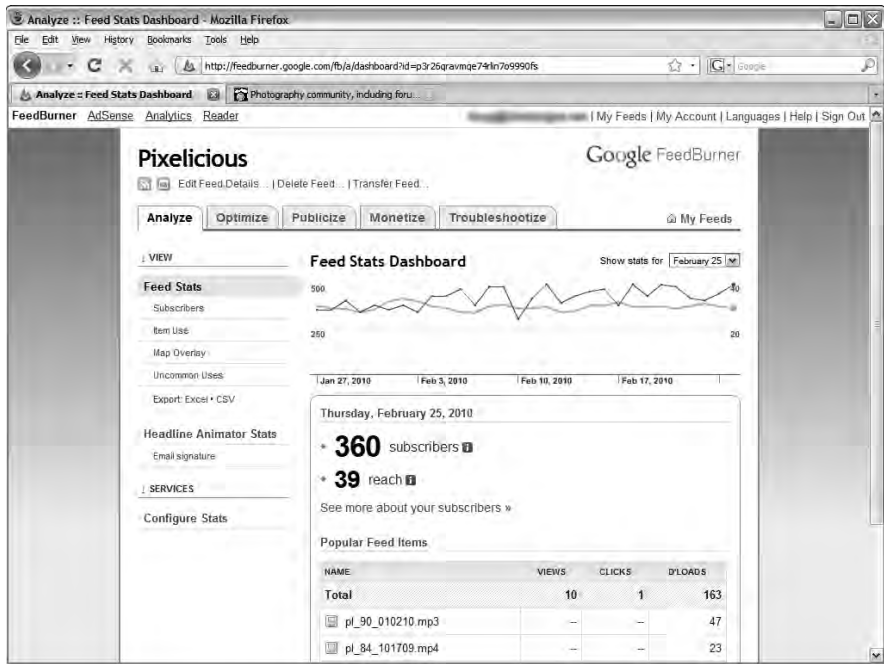 Analyze :: Feed Stats Dashboard - Mozilla Firefox
File Edit View History Bookmarks Tools Help
http://feedburner.google.com/fb/a/dashboard?id=p3r26qravmqe74rlin7o9990fs
G Google
Analyze :: Feed Stats Dashboard
Photography community, including foru...
FeedBurner AdSense Analytics Reader
| My Feeds | My Account | Languages | Help | Sign Out
Pixelicious
Google FeedBurner
Edit Feed Details... | Delete Feed... | Transfer Feed...
Analyze Optimize Publicize Monetize Troubleshootize
My Feeds
↓ VIEW
Feed Stats
Subscribers
Item Use
Map Overlay
Uncommon Uses
Export: Excel • CSV
Headline Animator Stats
Email signature
↓ SERVICES
Configure Stats
Feed Stats Dashboard
Show stats for February 25
500 40
250 20
Jan 27, 2010 Feb 3, 2010 Feb 10, 2010 Feb 17, 2010
Thursday, February 25, 2010
• 360 subscribers i
• 39 reach i
See more about your subscribers »
Popular Feed Items
NAME VIEWS CLICKS D'LOADS
Total 10 1 163
pl_90_010210.mp3 -- -- 47
pl_84_101709.mp4 -- -- 23